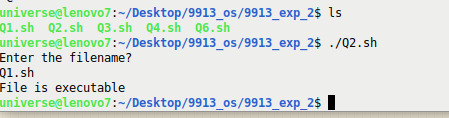 universe@lenovo7:~/Desktop/9913_os/9913_exp_2$ ls
Q1.sh Q2.sh Q3.sh Q4.sh Q6.sh
universe@lenovo7:~/Desktop/9913_os/9913_exp_2$ ./Q2.sh
Enter the filename?
Q1.sh
File is executable
universe@lenovo7:~/Desktop/9913_os/9913_exp_2$